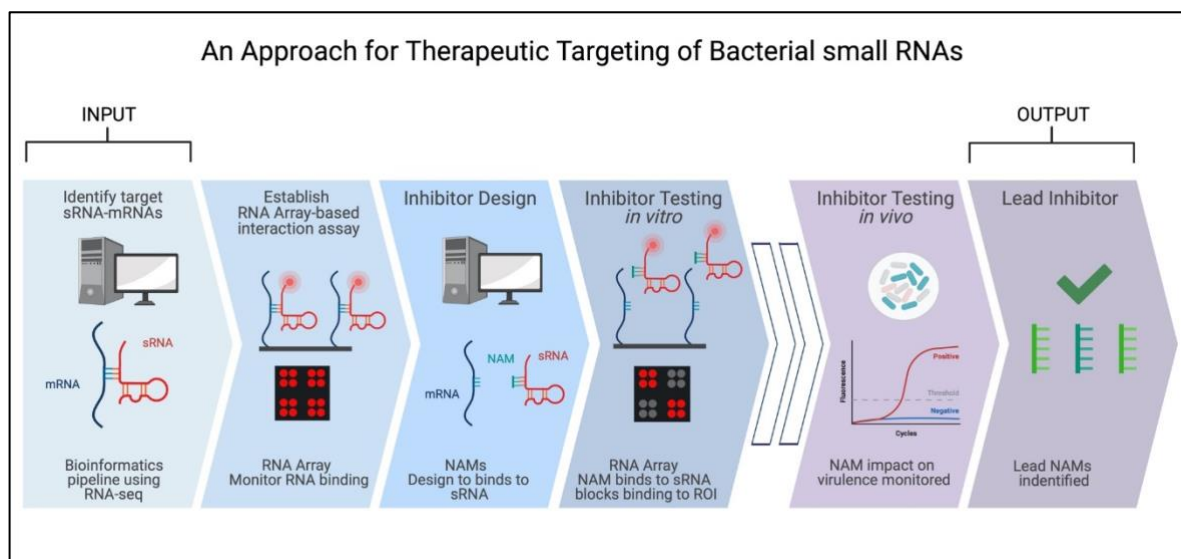 An Approach for Therapeutic Targeting of Bacterial small RNAs
INPUT
OUTPUT
Identify target
sRNA-mRNAs
sRNA
mRNA
Bioinformatics
pipeline using
RNA-seq
Establish
RNA Array-based
interaction assay
RNA Array
Monitor RNA binding
Inhibitor Design
NAM
sRNA
mRNA
NAMs
Design to binds to
sRNA
Inhibitor Testing
in vitro
RNA Array
NAM binds to sRNA
blocks binding to ROI
Inhibitor Testing
in vivo
Fluorescence
Positive
Threshold
Negative
Cycles
NAM impact on
virulence monitored
Lead Inhibitor
Lead NAMs
indentified